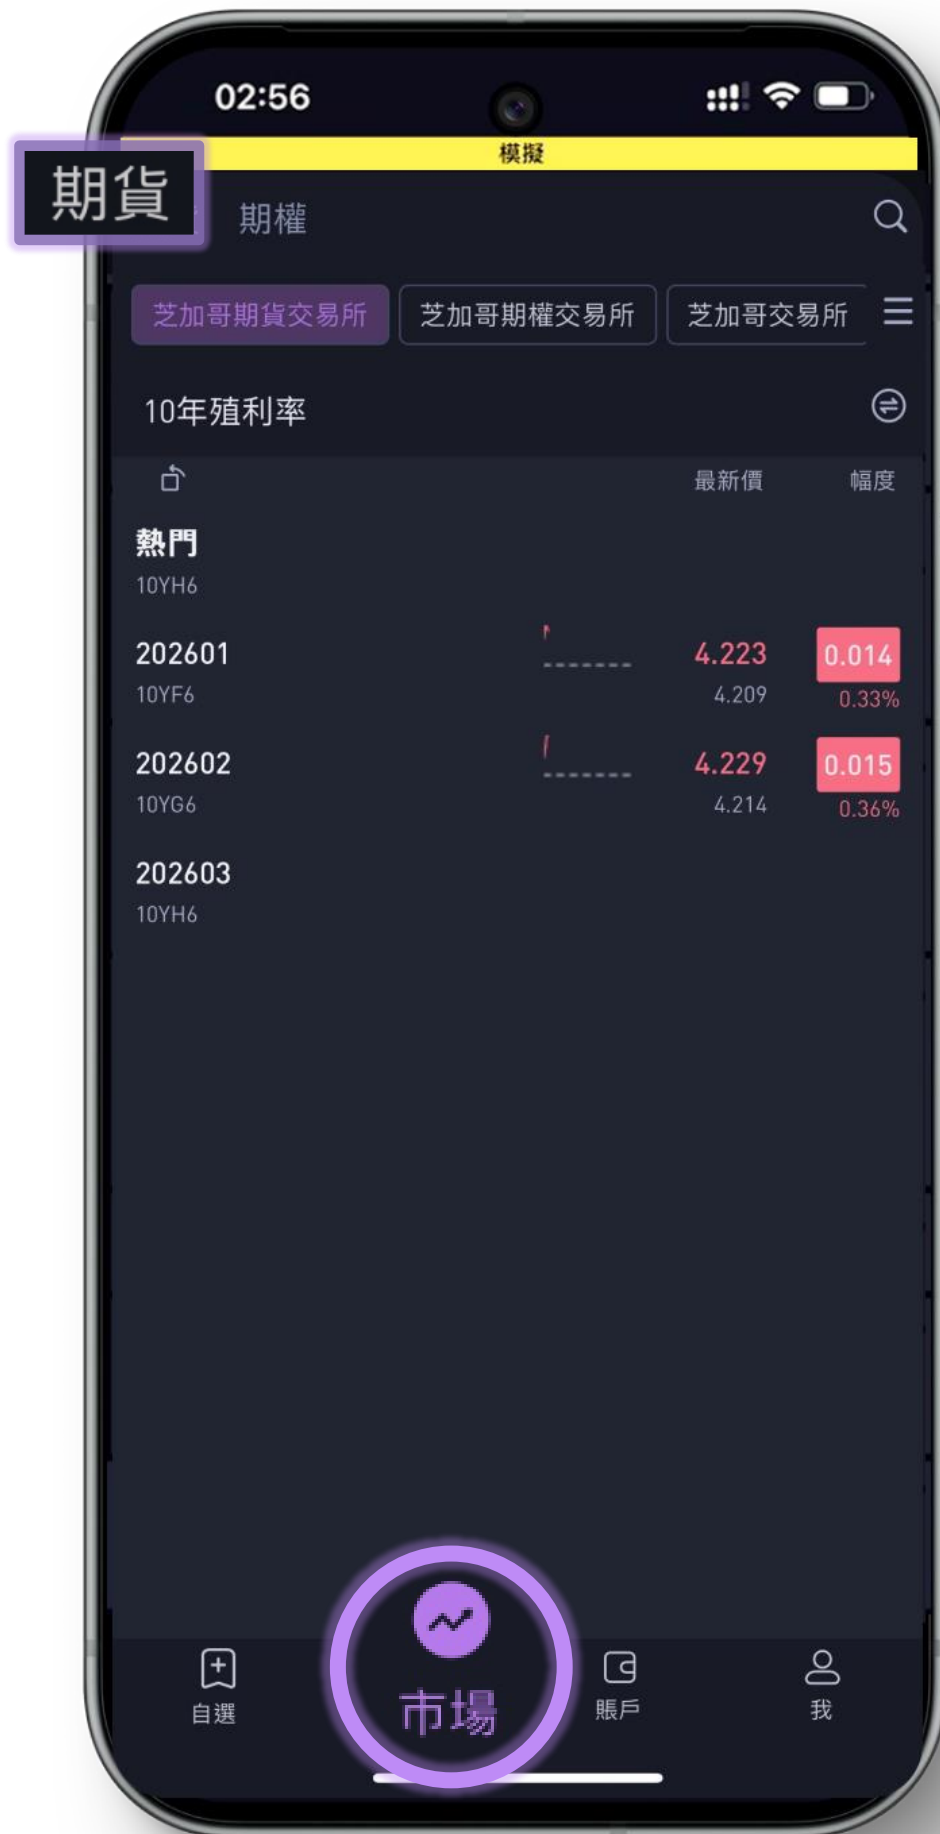 02:56
模擬
期貨 期權
芝加哥期貨交易所 芝加哥期權交易所 芝加哥交易所
10年殖利率
最新價 幅度
熱門
10YH6
202601 4.223 0.014
10YF6 4.209 0.33%
202602 4.229 0.015
10YG6 4.214 0.36%
202603
10YH6
自選 市場 賬戶 我